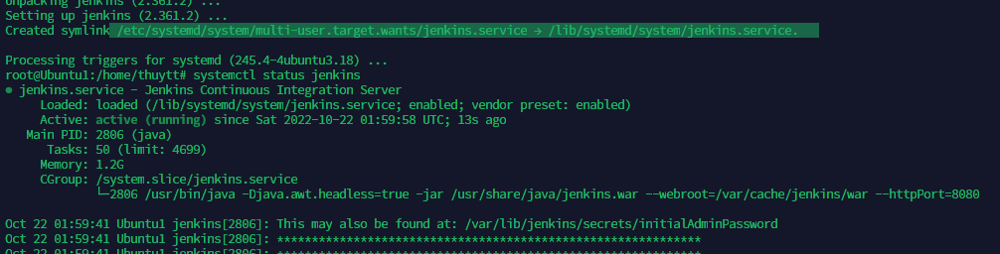 Unpacking jenkins (2.361.2) ...
Setting up jenkins (2.361.2) ...
Created symlink /etc/systemd/system/multi-user.target.wants/jenkins.service → /lib/systemd/system/jenkins.service.
Processing triggers for systemd (245.4-4ubuntu3.18) ...
root@Ubuntu1:/home/thuytt# systemctl status jenkins
● jenkins.service - Jenkins Continuous Integration Server
Loaded: loaded (/lib/systemd/system/jenkins.service; enabled; vendor preset: enabled)
Active: active (running) since Sat 2022-10-22 01:59:58 UTC; 13s ago
Main PID: 2806 (java)
Tasks: 50 (limit: 4699)
Memory: 1.2G
CGroup: /system.slice/jenkins.service
└─2806 /usr/bin/java -Djava.awt.headless=true -jar /usr/share/java/jenkins.war --webroot=/var/cache/jenkins/war --httpPort=8080
Oct 22 01:59:41 Ubuntu1 jenkins[2806]: This may also be found at: /var/lib/jenkins/secrets/initialAdminPassword
Oct 22 01:59:41 Ubuntu1 jenkins[2806]: *************************************************************
Oct 22 01:59:41 Ubuntu1 jenkins[2806]: *************************************************************